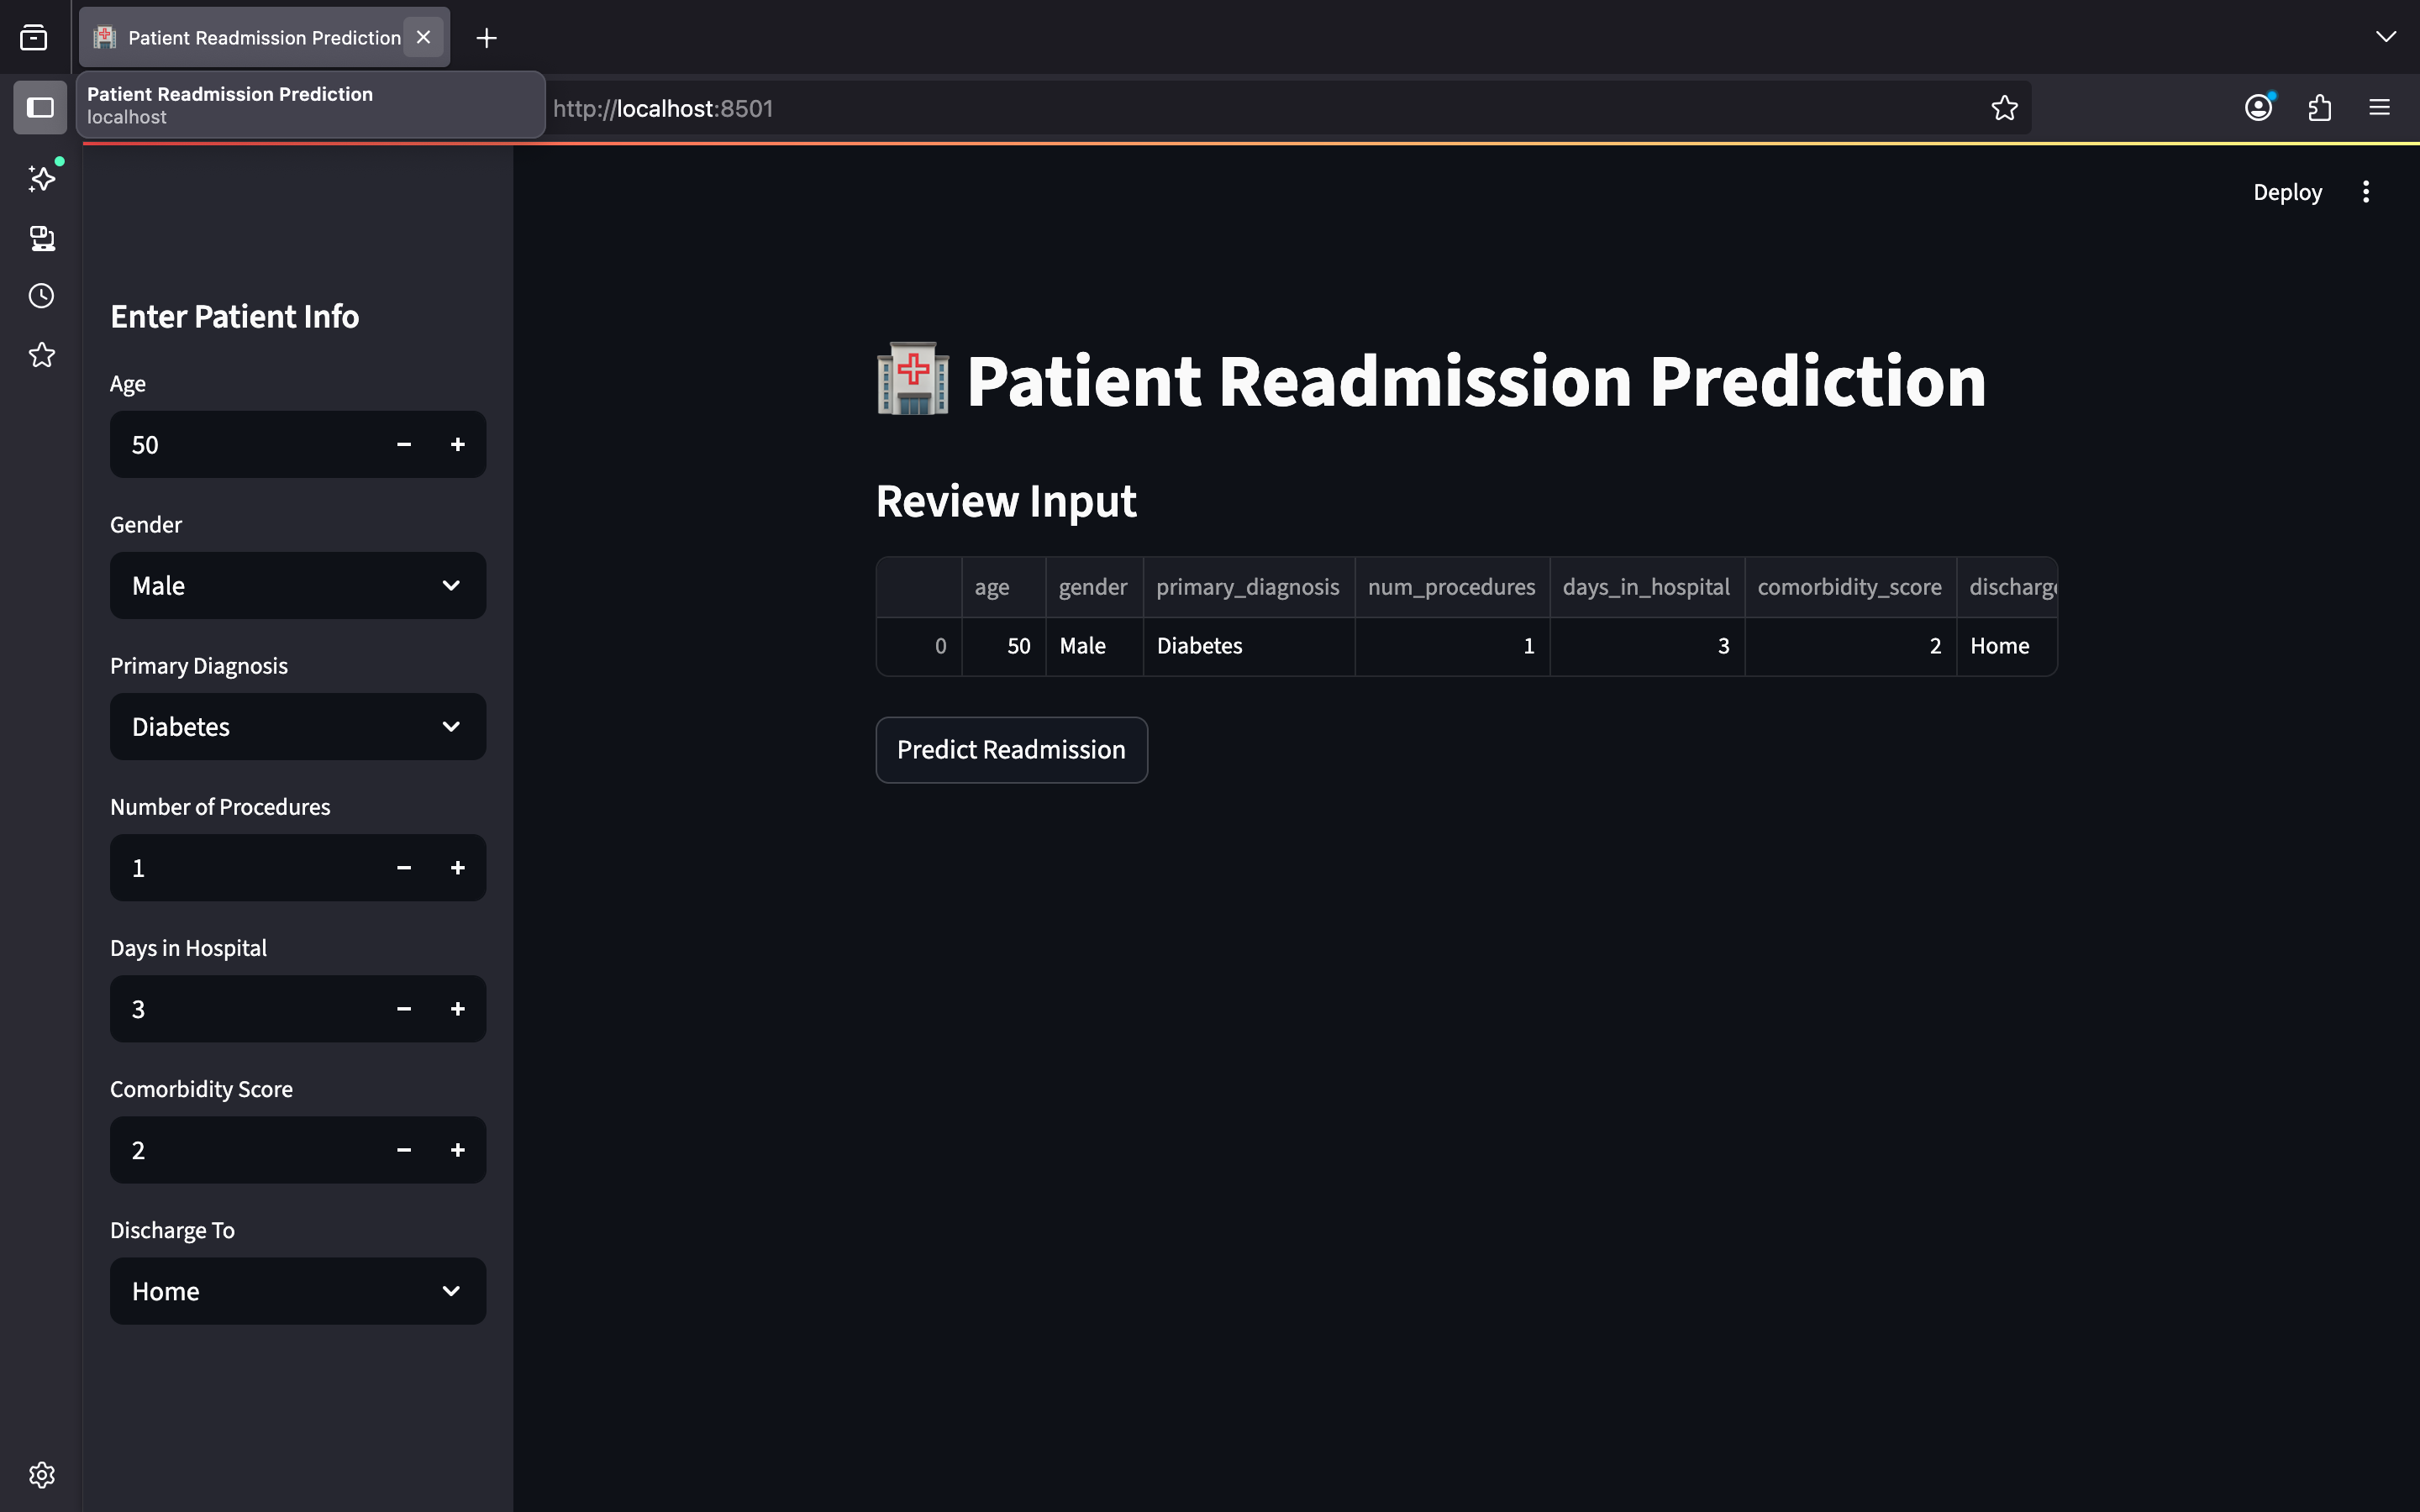 Patient Readmission Prediction
Patient Readmission Prediction
localhost
http://localhost:8501
Deploy
Enter Patient Info
Age
50
Gender
Male
Primary Diagnosis
Diabetes
Number of Procedures
1
Days in Hospital
3
Comorbidity Score
2
Discharge To
Home
Patient Readmission Prediction
Review Input
age gender primary_diagnosis num_procedures days_in_hospital comorbidity_score discharge
0 50 Male Diabetes 1 3 2 Home
Predict Readmission